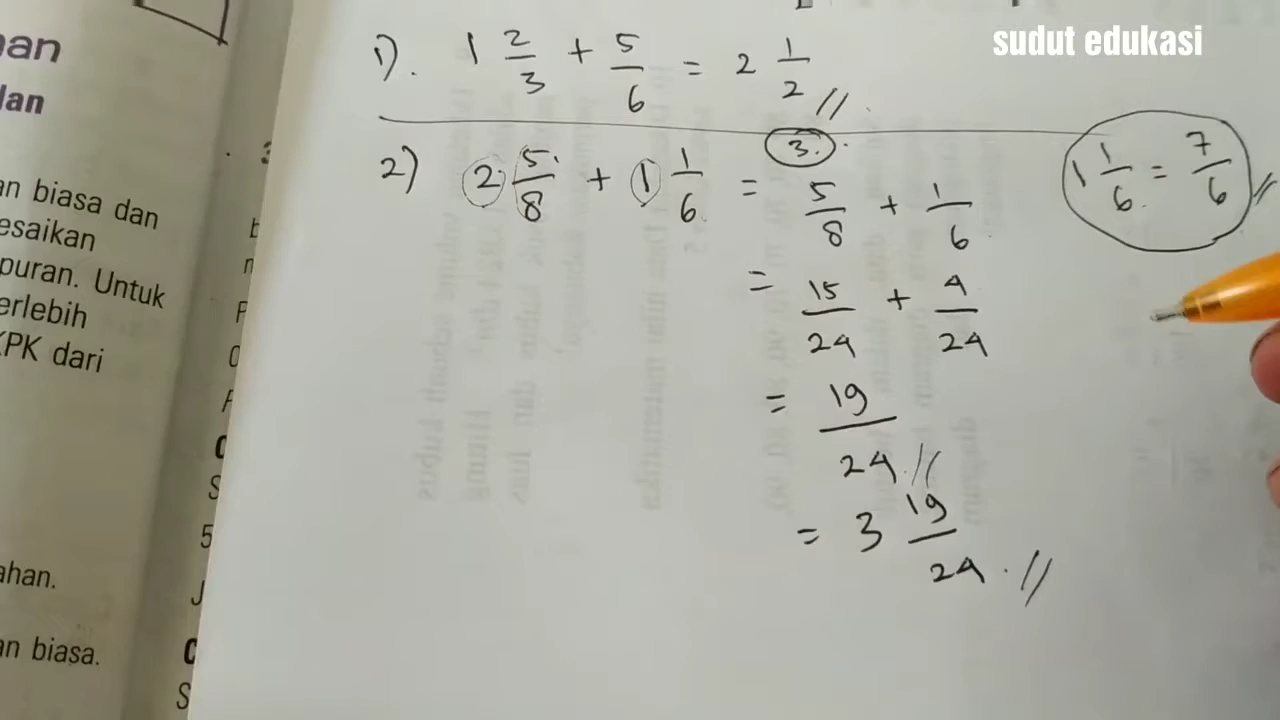 sudut edukasi
an
lan
an biasa dan
esaikan
puran. Untuk
erlebih
KPK dari
ahan.
an biasa.
1). 1 2/3 + 5/6 = 2 1/2 //
2) 2 5/8 + 1 1/6 = 3.
5/8 + 1/6
= 15/24 + 4/24
= 19/24 //
= 3 19/24 . //
1 1/6 = 7/6 //